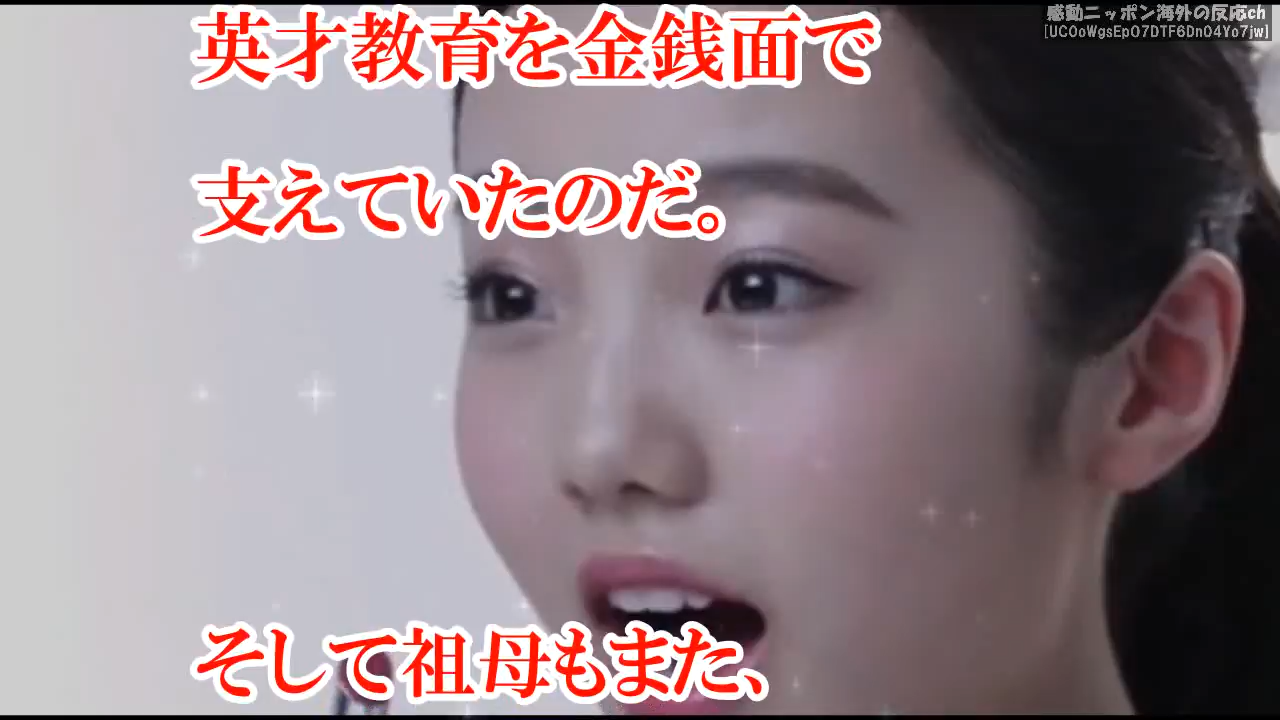 感動ニッポン海外の反応ch
[UCOoWgsEpO7DTF6DnO4Yo7jw]
英才教育を金銭面で
支えていたのだ。
そして祖母もまた、